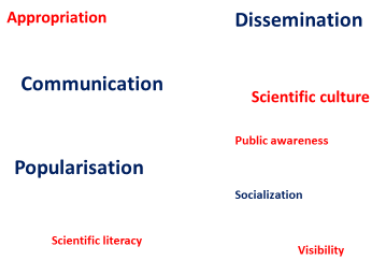 Appropriation
Dissemination
Communication
Scientific culture
Public awareness
Popularisation
Socialization
Scientific literacy
Visibility